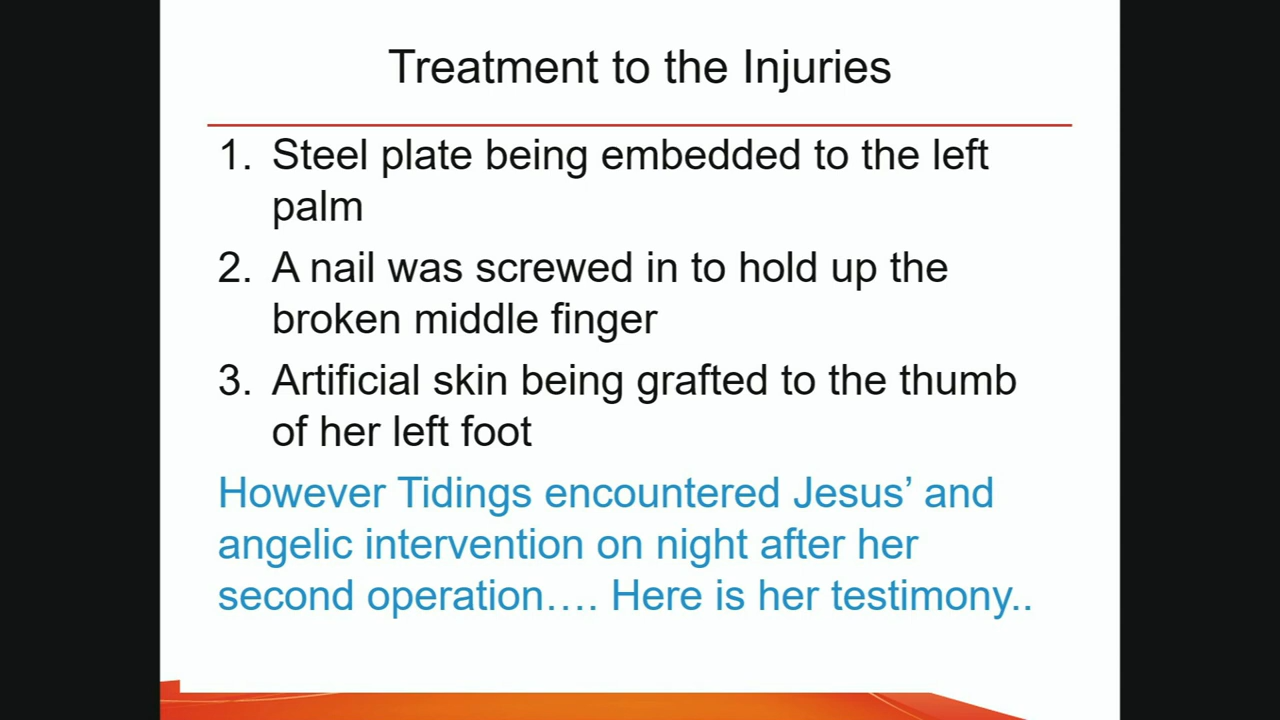 Treatment to the Injuries
1. Steel plate being embedded to the left
palm
2. A nail was screwed in to hold up the
broken middle finger
3. Artificial skin being grafted to the thumb
of her left foot
However Tidings encountered Jesus’ and
angelic intervention on night after her
second operation…. Here is her testimony..